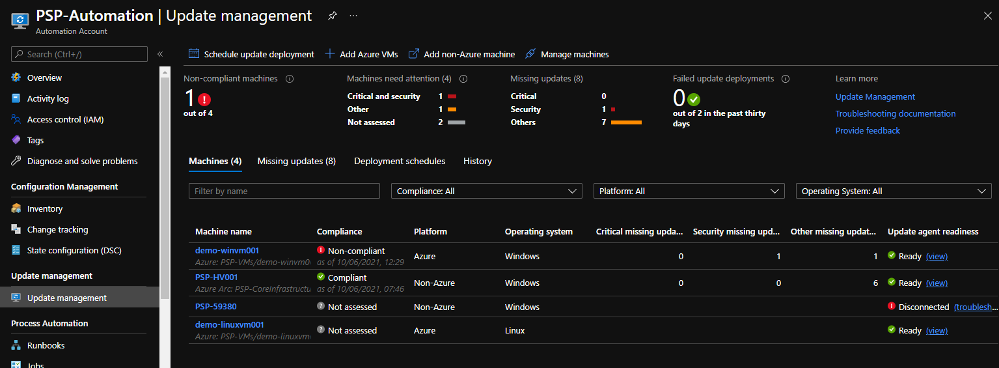 PSP-Automation | Update management
...
Automation Account
Search (Ctrl+/)
«
Overview
Activity log
Access control (IAM)
Tags
Diagnose and solve problems
Configuration Management
Inventory
Change tracking
State configuration (DSC)
Update management
Update management
Process Automation
Runbooks
Jobs
Schedule update deployment
Add Azure VMs
Add non-Azure machine
Manage machines
Non-compliant machines
1
out of 4
Machines need attention (4)
Critical and security 1
Other 1
Not assessed 2
Missing updates (8)
Critical 0
Security 1
Others 7
Failed update deployments
0
out of 2 in the past thirty
days
Learn more
Update Management
Troubleshooting documentation
Provide feedback
Machines (4) Missing updates (8) Deployment schedules History
Filter by name
Compliance: All
Platform: All
Operating System: All
Machine name Compliance Platform Operating system Critical missing upda... Security missing upd... Other missing updat... Update agent readiness
demo-winvm001 Non-compliant Azure Windows 0 1 1 Ready (view)
Azure: PSP-VMs/demo-winvm0 as of 10/06/2021, 12:29
PSP-HV001 Compliant Non-Azure Windows 0 0 6 Ready (view)
Azure Arc: PSP-CoreInfrastructu as of 10/06/2021, 07:46
PSP-59380 Not assessed Non-Azure Windows Disconnected (troublesh...
demo-linuxvm001 Not assessed Azure Linux Ready (view)
Azure: PSP-VMs/demo-linuxvm